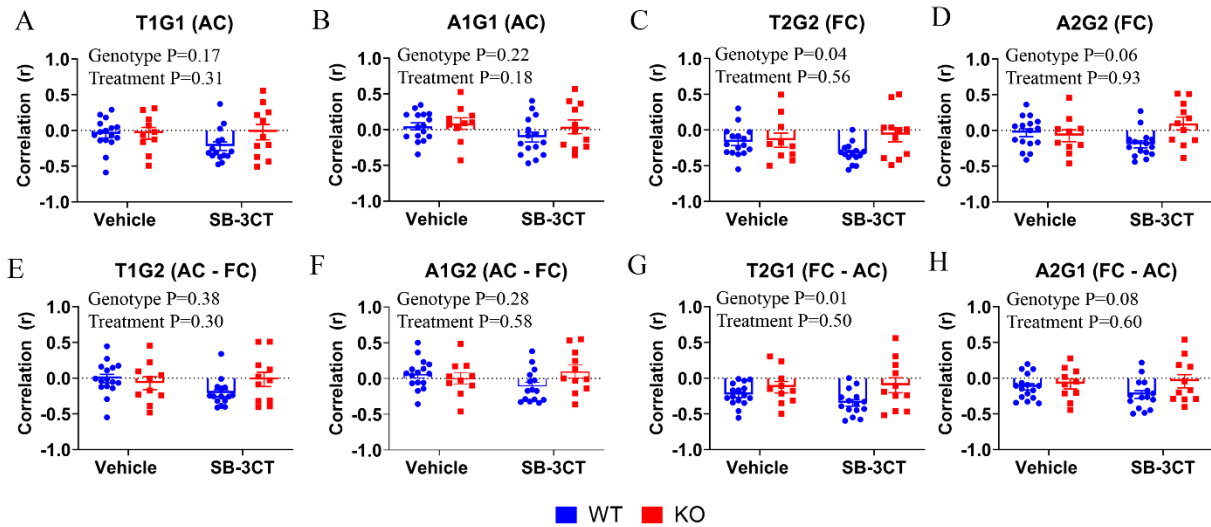 A
T1G1 (AC)
Genotype P=0.17
Treatment P=0.31
Correlation (r)
1.0
0.5
0.0
-0.5
-1.0
Vehicle
SB-3CT
B
A1G1 (AC)
Genotype P=0.22
Treatment P=0.18
Correlation (r)
1.0
0.5
0.0
-0.5
-1.0
Vehicle
SB-3CT
C
T2G2 (FC)
Genotype P=0.04
Treatment P=0.56
Correlation (r)
1.0
0.5
0.0
-0.5
-1.0
Vehicle
SB-3CT
D
A2G2 (FC)
Genotype P=0.06
Treatment P=0.93
Correlation (r)
1.0
0.5
0.0
-0.5
-1.0
Vehicle
SB-3CT
E
T1G2 (AC - FC)
Genotype P=0.38
Treatment P=0.30
Correlation (r)
1.0
0.5
0.0
-0.5
-1.0
Vehicle
SB-3CT
F
A1G2 (AC - FC)
Genotype P=0.28
Treatment P=0.58
Correlation (r)
1.0
0.5
0.0
-0.5
-1.0
Vehicle
SB-3CT
G
T2G1 (FC - AC)
Genotype P=0.01
Treatment P=0.50
Correlation (r)
1.0
0.5
0.0
-0.5
-1.0
Vehicle
SB-3CT
H
A2G1 (FC - AC)
Genotype P=0.08
Treatment P=0.60
Correlation (r)
1.0
0.5
0.0
-0.5
-1.0
Vehicle
SB-3CT
WT
KO